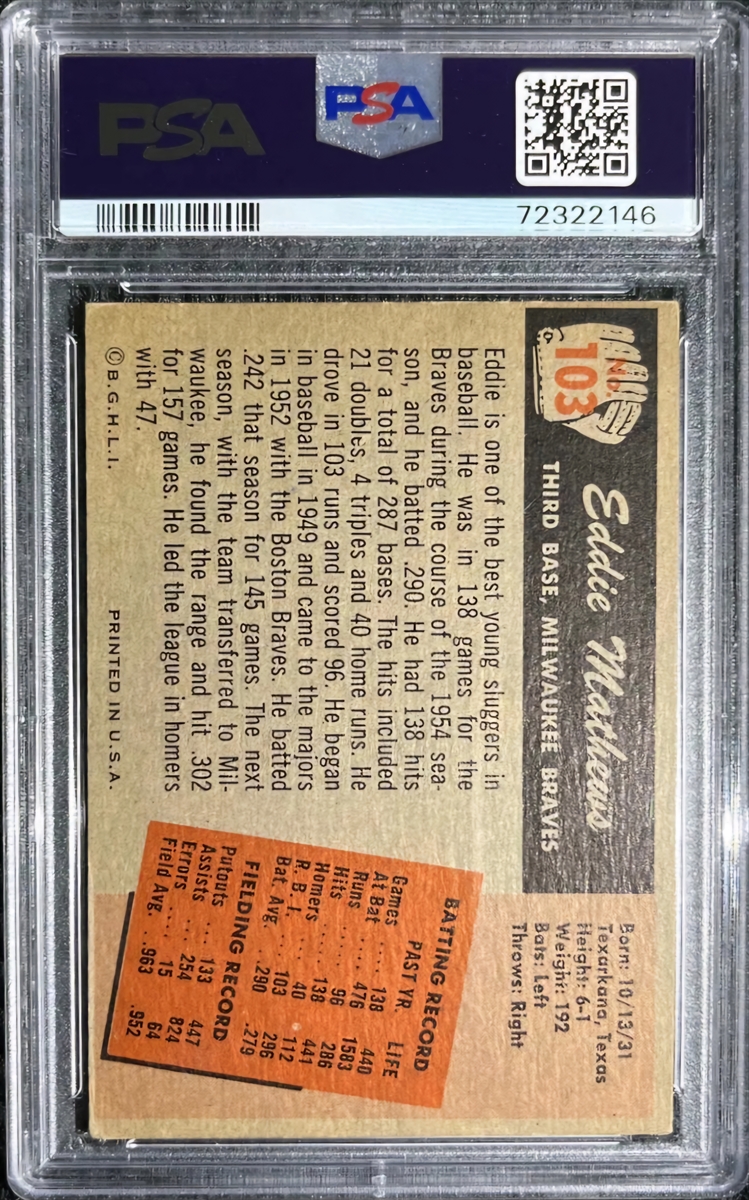 PSA
PSA
72322146
No.
103
Eddie Mathews
THIRD BASE, MILWAUKEE BRAVES
Born: 10/13/31
Texarkana, Texas
Height: 6-1
Weight: 192
Bats: Left
Throws: Right
Eddie is one of the best young sluggers in
baseball. He was in 138 games for the
Braves during the course of the 1954 sea-
son, and he batted .290. He had 138 hits
for a total of 287 bases. The hits included
21 doubles, 4 triples and 40 home runs. He
drove in 103 runs and scored 96. He began
in baseball in 1949 and came to the majors
in 1952 with the Boston Braves. He batted
.242 that season for 145 games. The next
season, with the team transferred to Mil-
waukee, he found the range and hit .302
for 157 games. He led the league in homers
with 47.
BATTING RECORD
PAST YR. LIFE
Games .... 138 440
At Bat .... 476 1583
Runs .... 96 286
Hits .... 138 441
Homers .... 40 112
R. B. I. .... 103 296
Bat. Avg. .290 .279
FIELDING RECORD
Putouts .... 133 447
Assists .... 254 824
Errors .... 15 64
Field Avg. .963 .952
©B.G.H.L.I. PRINTED IN U.S.A.